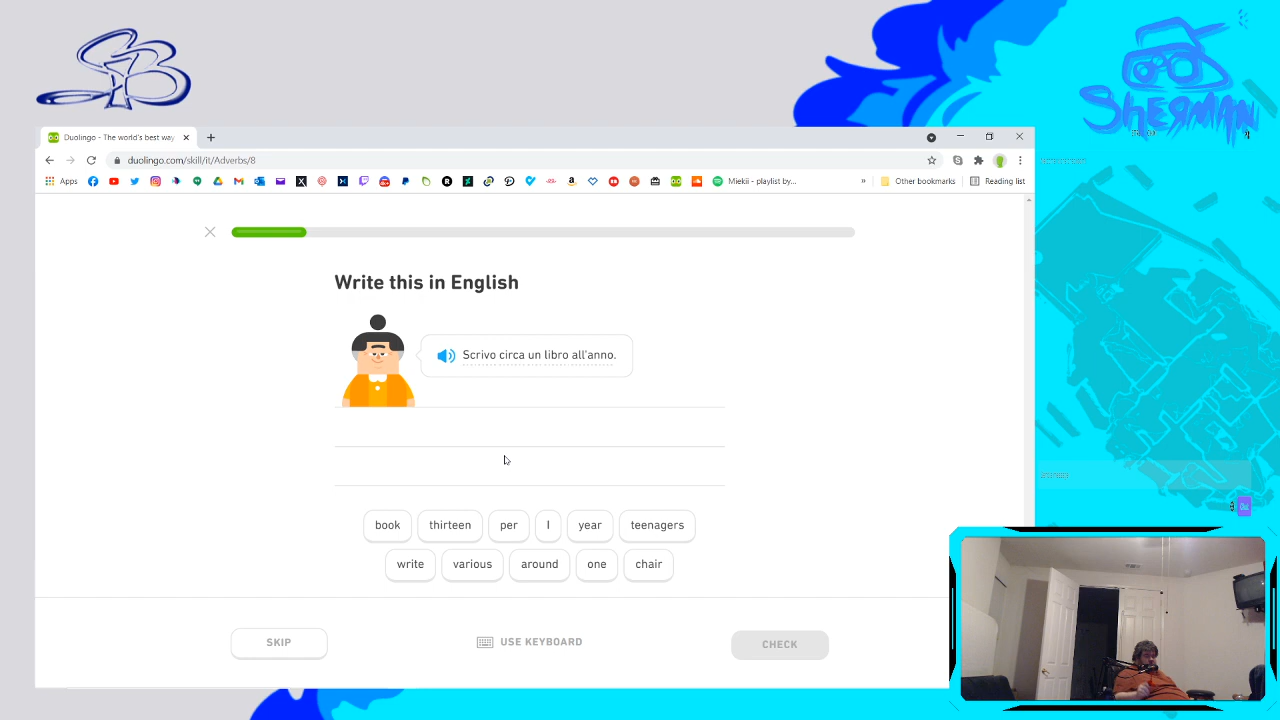 SHERMAN
Duolingo - The world's best way
duolingo.com/skill/it/Adverbs/8
Apps
Miekii - playlist by...
»
Other bookmarks
Reading list
Write this in English
Scrivo circa un libro all'anno.
book thirteen per I year teenagers
write various around one chair
SKIP
USE KEYBOARD
CHECK